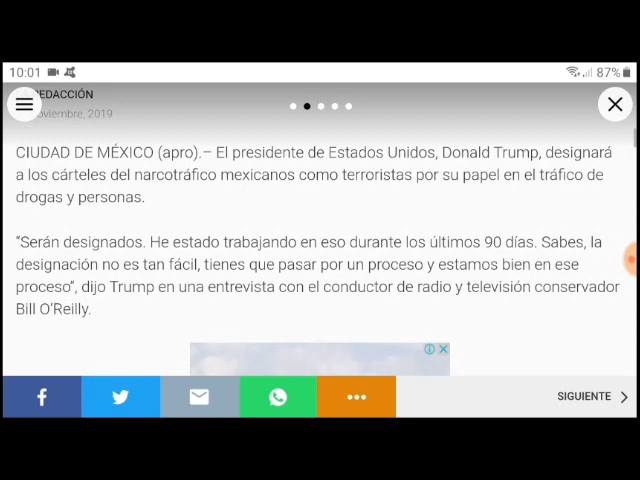 10:01
87%
EDACCIÓN
oviembre, 2019
CIUDAD DE MÉXICO (apro).– El presidente de Estados Unidos, Donald Trump, designará
a los cárteles del narcotráfico mexicanos como terroristas por su papel en el tráfico de
drogas y personas.
“Serán designados. He estado trabajando en eso durante los últimos 90 días. Sabes, la
designación no es tan fácil, tienes que pasar por un proceso y estamos bien en ese
proceso”, dijo Trump en una entrevista con el conductor de radio y televisión conservador
Bill O’Reilly.
SIGUIENTE